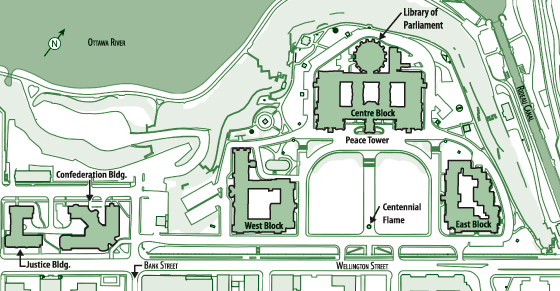 Library of
Parliament
N
OTTAWA RIVER
RIDEAU CANAL
Centre Block
Peace Tower
Confederation Bldg.
Centennial
Flame
West Block
East Block
Justice Bldg.
BANK STREET
WELLINGTON STREET